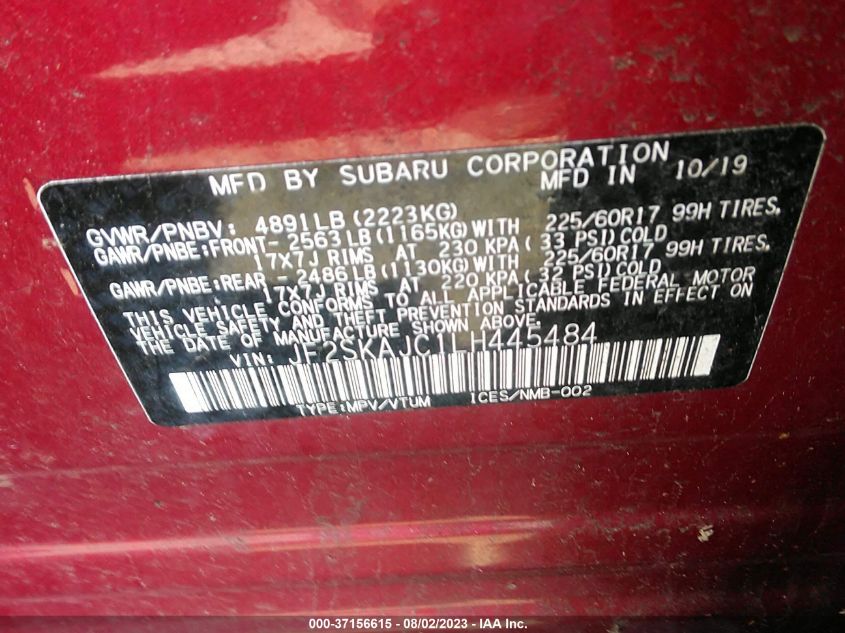 MFD BY SUBARU CORPORATION
MFD IN 10/19
GVWR/PNBV: 4891LB(2223KG)
GAWR/PNBE:FRONT- 2563LB(1165KG)WITH 225/60R17 99H TIRES.
17X7J RIMS AT 230 KPA( 33 PSI)COLD
GAWR/PNBE:REAR - 2486LB(1130KG)WITH 225/60R17 99H TIRES.
17X7J RIMS AT 220 KPA( 32 PSI)COLD
THIS VEHICLE CONFORMS TO ALL APPLICABLE FEDERAL MOTOR
VEHICLE SAFETY AND THEFT PREVENTION STANDARDS IN EFFECT ON
THE DATE OF MANUFACTURE SHOWN ABOVE.
VIN: JF2SKAJC1LH445484
TYPE:MPV/VTUM ICES/NMB-002
000-37156615 - 08/02/2023 - IAA Inc.